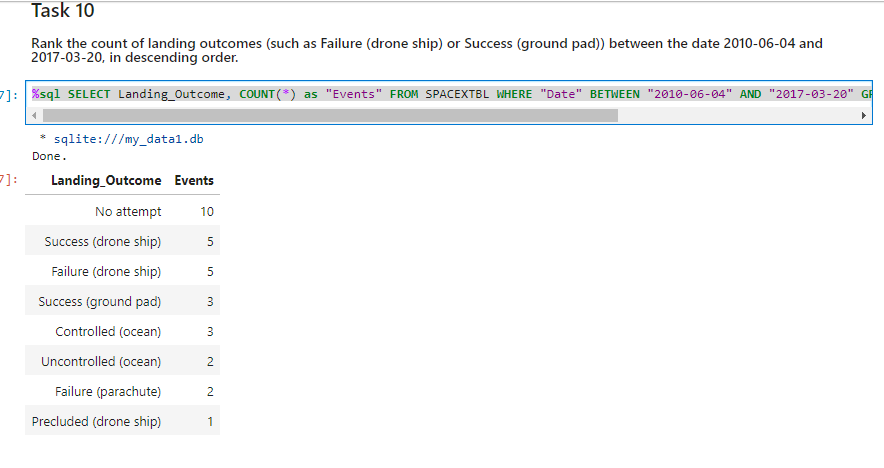 Task 10
Rank the count of landing outcomes (such as Failure (drone ship) or Success (ground pad)) between the date 2010-06-04 and
2017-03-20, in descending order.
7]: %sql SELECT Landing_Outcome, COUNT(*) as "Events" FROM SPACEXTBL WHERE "Date" BETWEEN "2010-06-04" AND "2017-03-20" GR
* sqlite:///my_data1.db
Done.
7]: Landing_Outcome Events
No attempt 10
Success (drone ship) 5
Failure (drone ship) 5
Success (ground pad) 3
Controlled (ocean) 3
Uncontrolled (ocean) 2
Failure (parachute) 2
Precluded (drone ship) 1